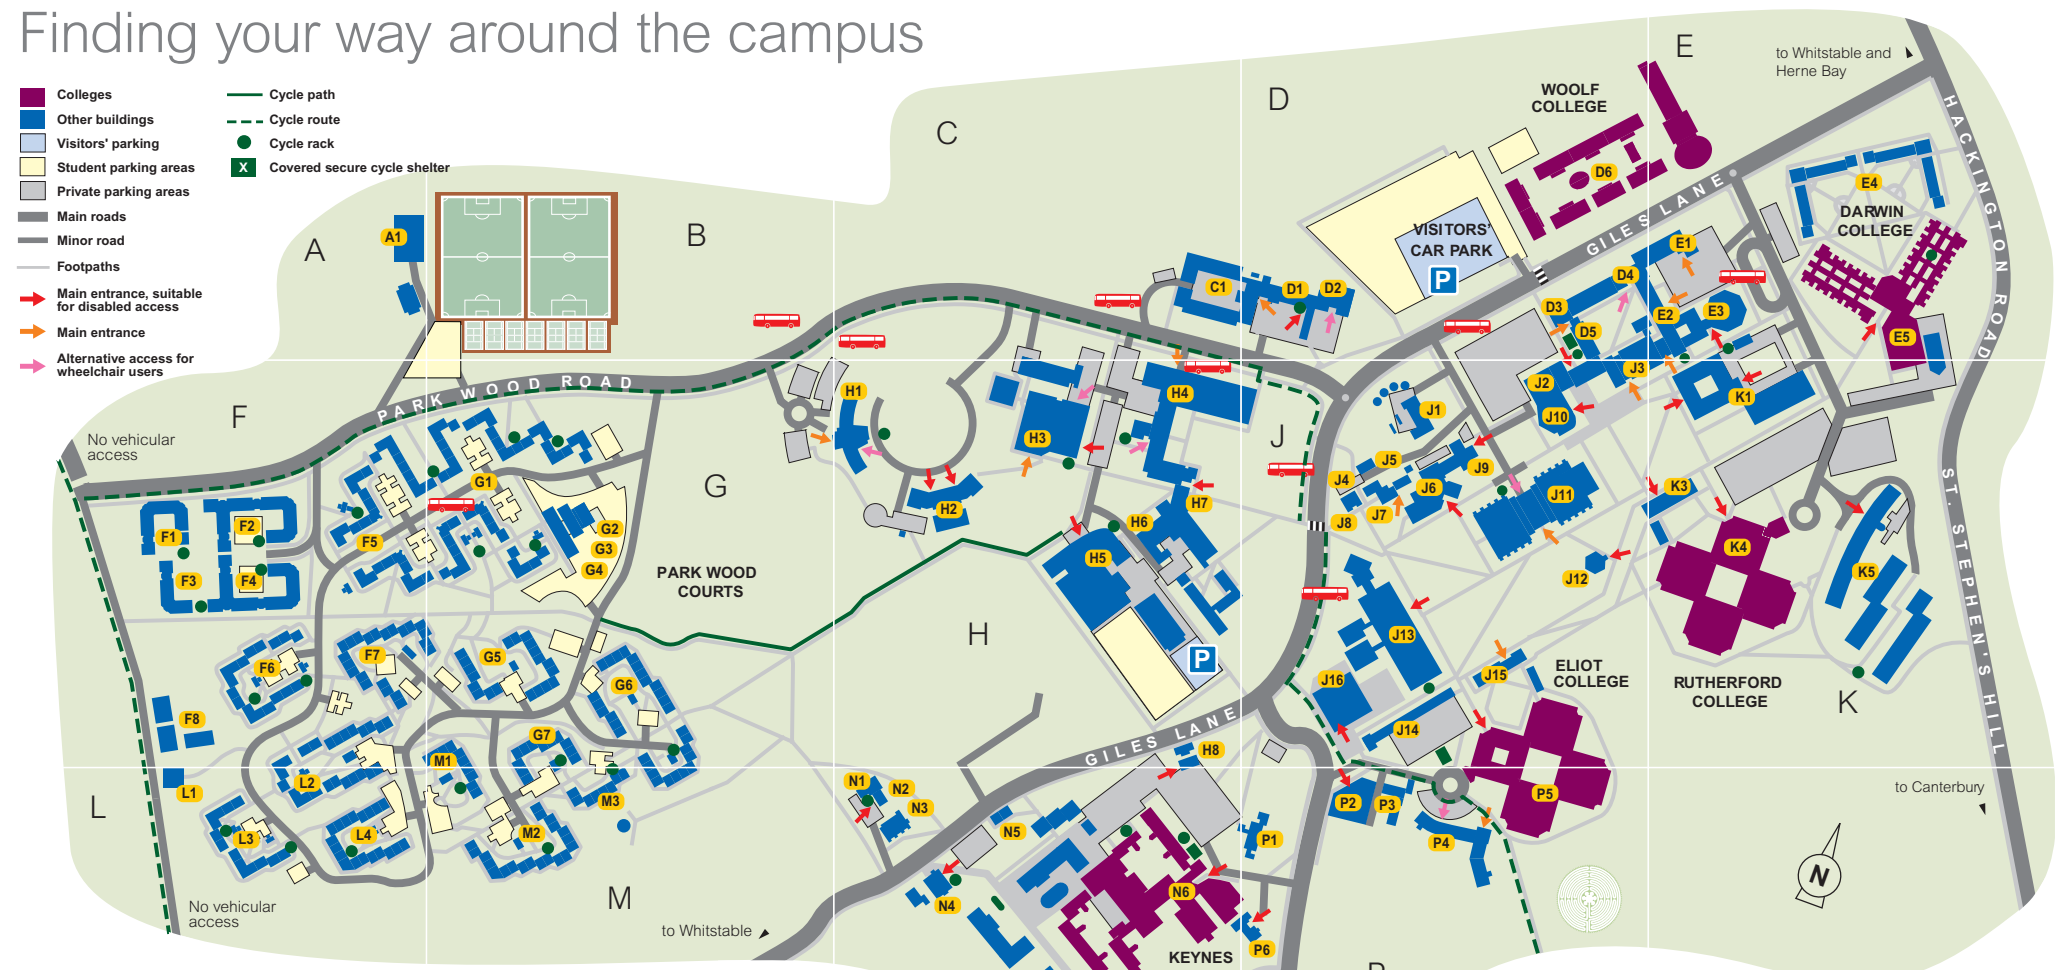 Finding your way around the campus
Colleges
Other buildings
Visitors' parking
Student parking areas
Private parking areas
Main roads
Minor road
Footpaths
Main entrance, suitable
for disabled access
Main entrance
Alternative access for
wheelchair users
Cycle path
Cycle route
Cycle rack
X
Covered secure cycle shelter
A
B
C
D
E
to Whitstable and
Herne Bay
WOOLF
COLLEGE
D6
HACKINGTON ROAD
A1
VISITORS'
CAR PARK
P
GILES LANE
E4
DARWIN
COLLEGE
E1
D4
C1
D1
D2
D3
E2
E3
D5
E5
PARK WOOD ROAD
F
No vehicular
access
H1
H3
H4
J
J1
J2
J3
J10
K1
G
G1
H2
H7
H6
H5
J4
J5
J6
J9
J7
J8
J11
K3
ST. STEPHEN'S HILL
F1
F2
F3
F4
F5
G2
G3
G4
PARK WOOD
COURTS
J12
K4
K5
H
P
F6
F7
G5
G6
J13
J16
J15
J14
ELIOT
COLLEGE
RUTHERFORD
COLLEGE
K
F8
G7
M1
GILES LANE
H8
L
L1
L2
L3
L4
M3
M2
N1
N2
N3
N5
P1
P2
P3
P5
P4
to Canterbury
N
No vehicular
access
M
to Whitstable
N4
N6
P6
KEYNES